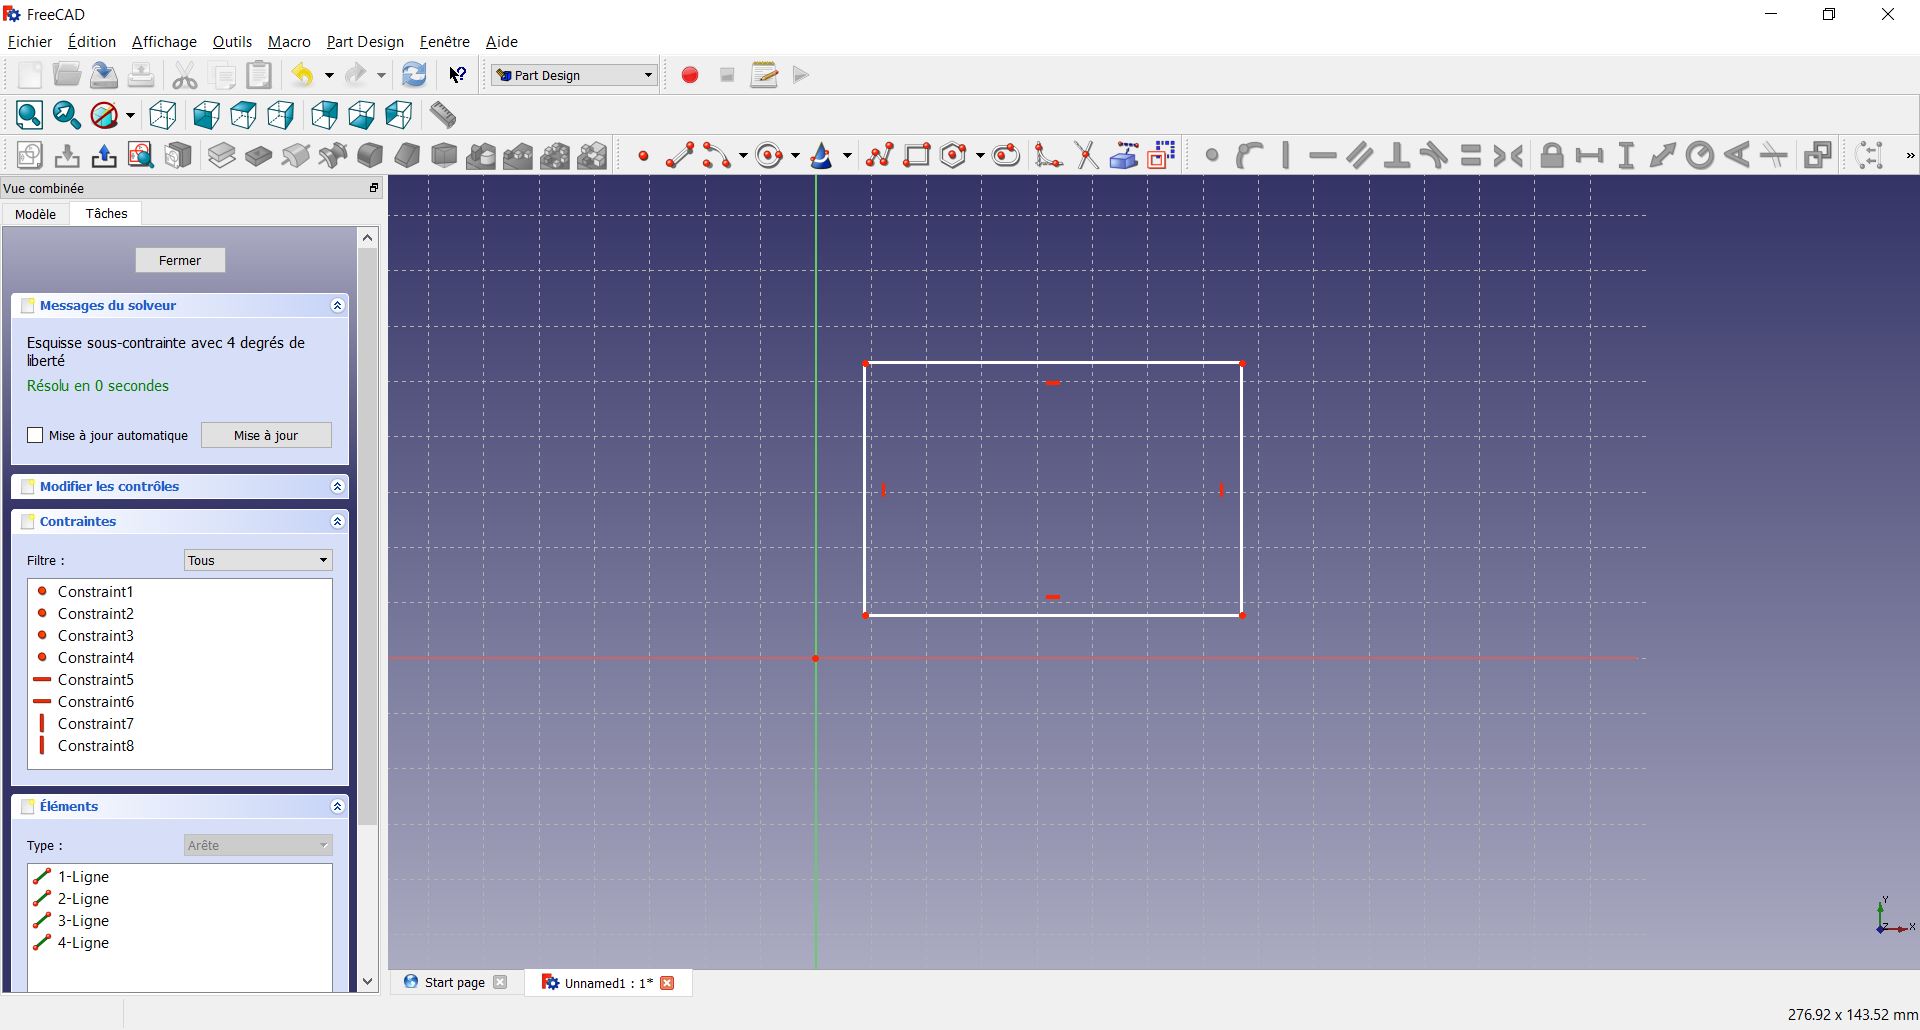 FreeCAD
Fichier Édition Affichage Outils Macro Part Design Fenêtre Aide
Part Design
Vue combinée
Modèle Tâches
Fermer
Messages du solveur
Esquisse sous-contrainte avec 4 degrés de
liberté
Résolu en 0 secondes
Mise à jour automatique Mise à jour
Modifier les contrôles
Contraintes
Filtre : Tous
Constraint1
Constraint2
Constraint3
Constraint4
Constraint5
Constraint6
Constraint7
Constraint8
Éléments
Type : Arête
1-Ligne
2-Ligne
3-Ligne
4-Ligne
Y
Z X
Start page Unnamed1 : 1*
276.92 x 143.52 mm